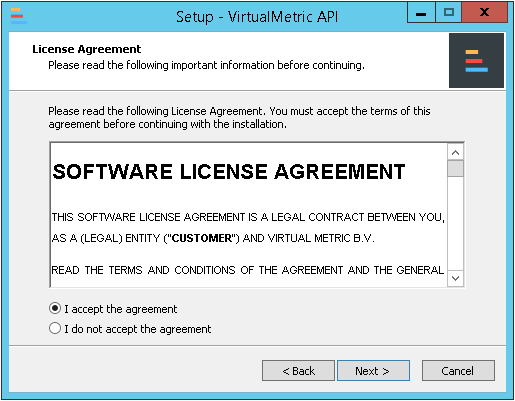 Setup - VirtualMetric API
License Agreement
Please read the following important information before continuing.
Please read the following License Agreement. You must accept the terms of this
agreement before continuing with the installation.
SOFTWARE LICENSE AGREEMENT
THIS SOFTWARE LICENSE AGREEMENT IS A LEGAL CONTRACT BETWEEN YOU,
AS A (LEGAL) ENTITY ("CUSTOMER") AND VIRTUAL METRIC B.V.
READ THE TERMS AND CONDITIONS OF THE AGREEMENT AND THE GENERAL
I accept the agreement
I do not accept the agreement
< Back Next > Cancel